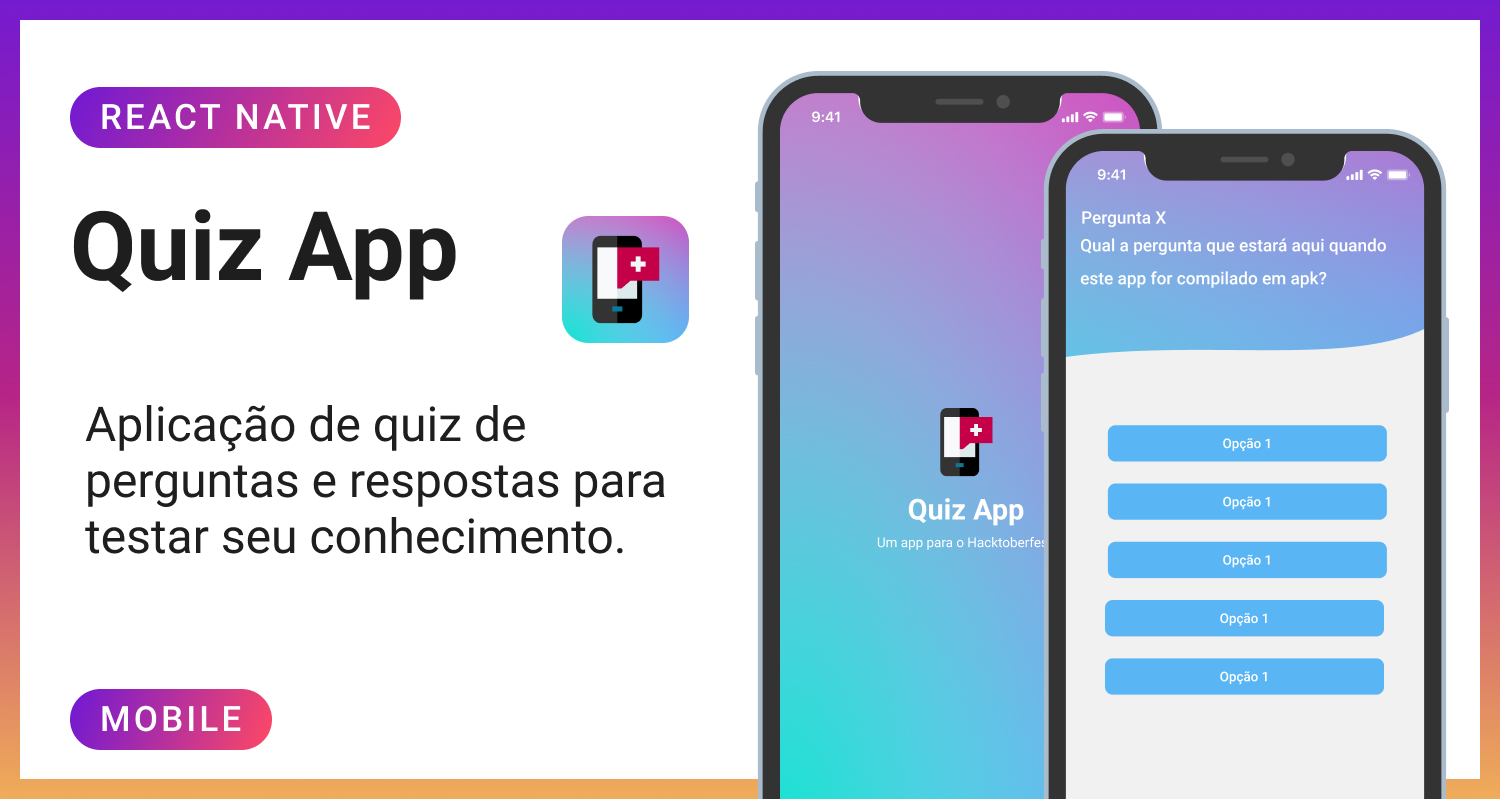 REACT NATIVE
Quiz App
Aplicação de quiz de
perguntas e respostas para
testar seu conhecimento.
MOBILE
9:41
Quiz App
Um app para o Hacktoberfes
9:41
Pergunta X
Qual a pergunta que estará aqui quando
este app for compilado em apk?
Opção 1
Opção 1
Opção 1
Opção 1
Opção 1